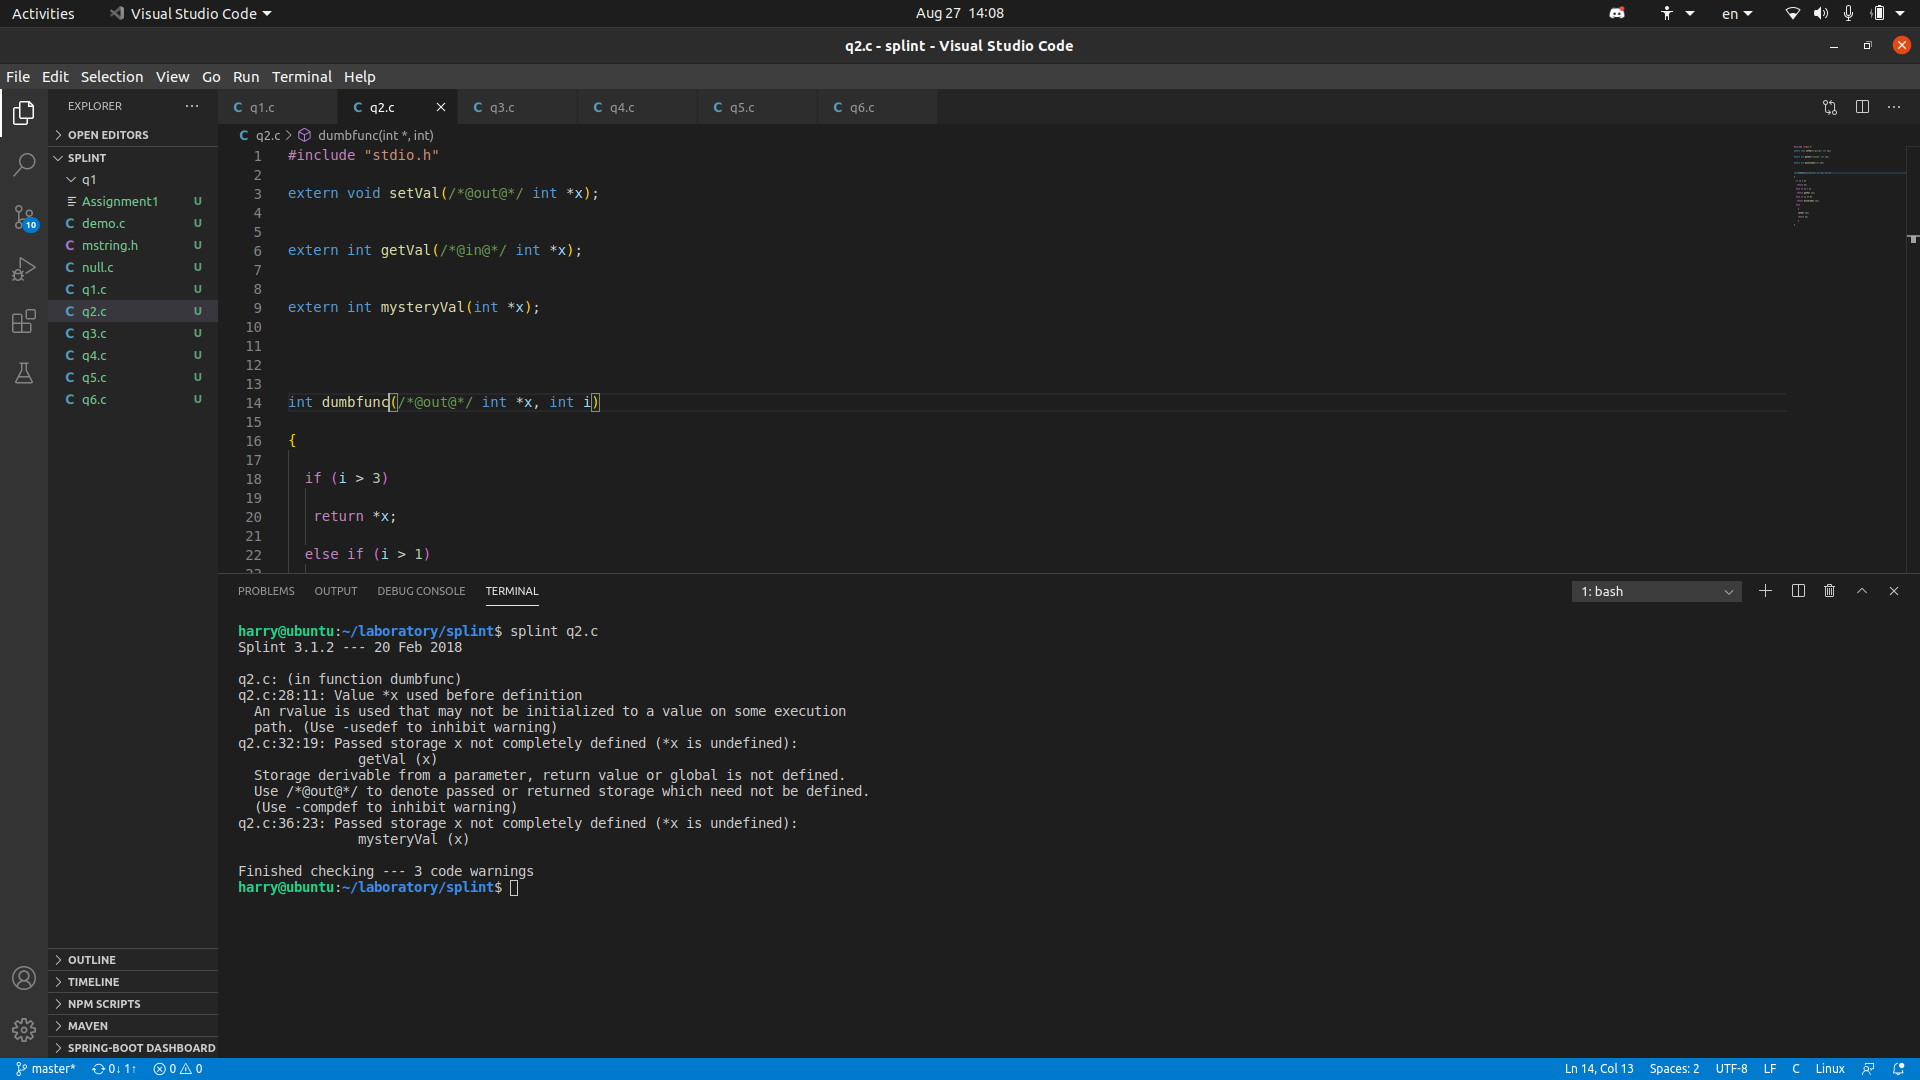 Activities
Visual Studio Code
Aug 27 14:08
en
q2.c - splint - Visual Studio Code
File Edit Selection View Go Run Terminal Help
EXPLORER
OPEN EDITORS
SPLINT
q1
Assignment1 U
demo.c U
mstring.h U
null.c U
q1.c U
q2.c U
q3.c U
q4.c U
q5.c U
q6.c U
10
OUTLINE
TIMELINE
NPM SCRIPTS
MAVEN
SPRING-BOOT DASHBOARD
C q1.c C q2.c C q3.c C q4.c C q5.c C q6.c
C q2.c > dumbfunc(int *, int)
1 #include "stdio.h"
2
3 extern void setVal(/*@out@*/ int *x);
4
5
6 extern int getVal(/*@in@*/ int *x);
7
8
9 extern int mysteryVal(int *x);
10
11
12
13
14 int dumbfunc(/*@out@*/ int *x, int i)
15
16 {
17
18 if (i > 3)
19
20 return *x;
21
22 else if (i > 1)
PROBLEMS OUTPUT DEBUG CONSOLE TERMINAL
1: bash
harry@ubuntu:~/laboratory/splint$ splint q2.c
Splint 3.1.2 --- 20 Feb 2018
q2.c: (in function dumbfunc)
q2.c:28:11: Value *x used before definition
An rvalue is used that may not be initialized to a value on some execution
path. (Use -usedef to inhibit warning)
q2.c:32:19: Passed storage x not completely defined (*x is undefined):
getVal (x)
Storage derivable from a parameter, return value or global is not defined.
Use /*@out@*/ to denote passed or returned storage which need not be defined.
(Use -compdef to inhibit warning)
q2.c:36:23: Passed storage x not completely defined (*x is undefined):
mysteryVal (x)
Finished checking --- 3 code warnings
harry@ubuntu:~/laboratory/splint$
master* 0↓ 1↑ 0 0
Ln 14, Col 13 Spaces: 2 UTF-8 LF C Linux